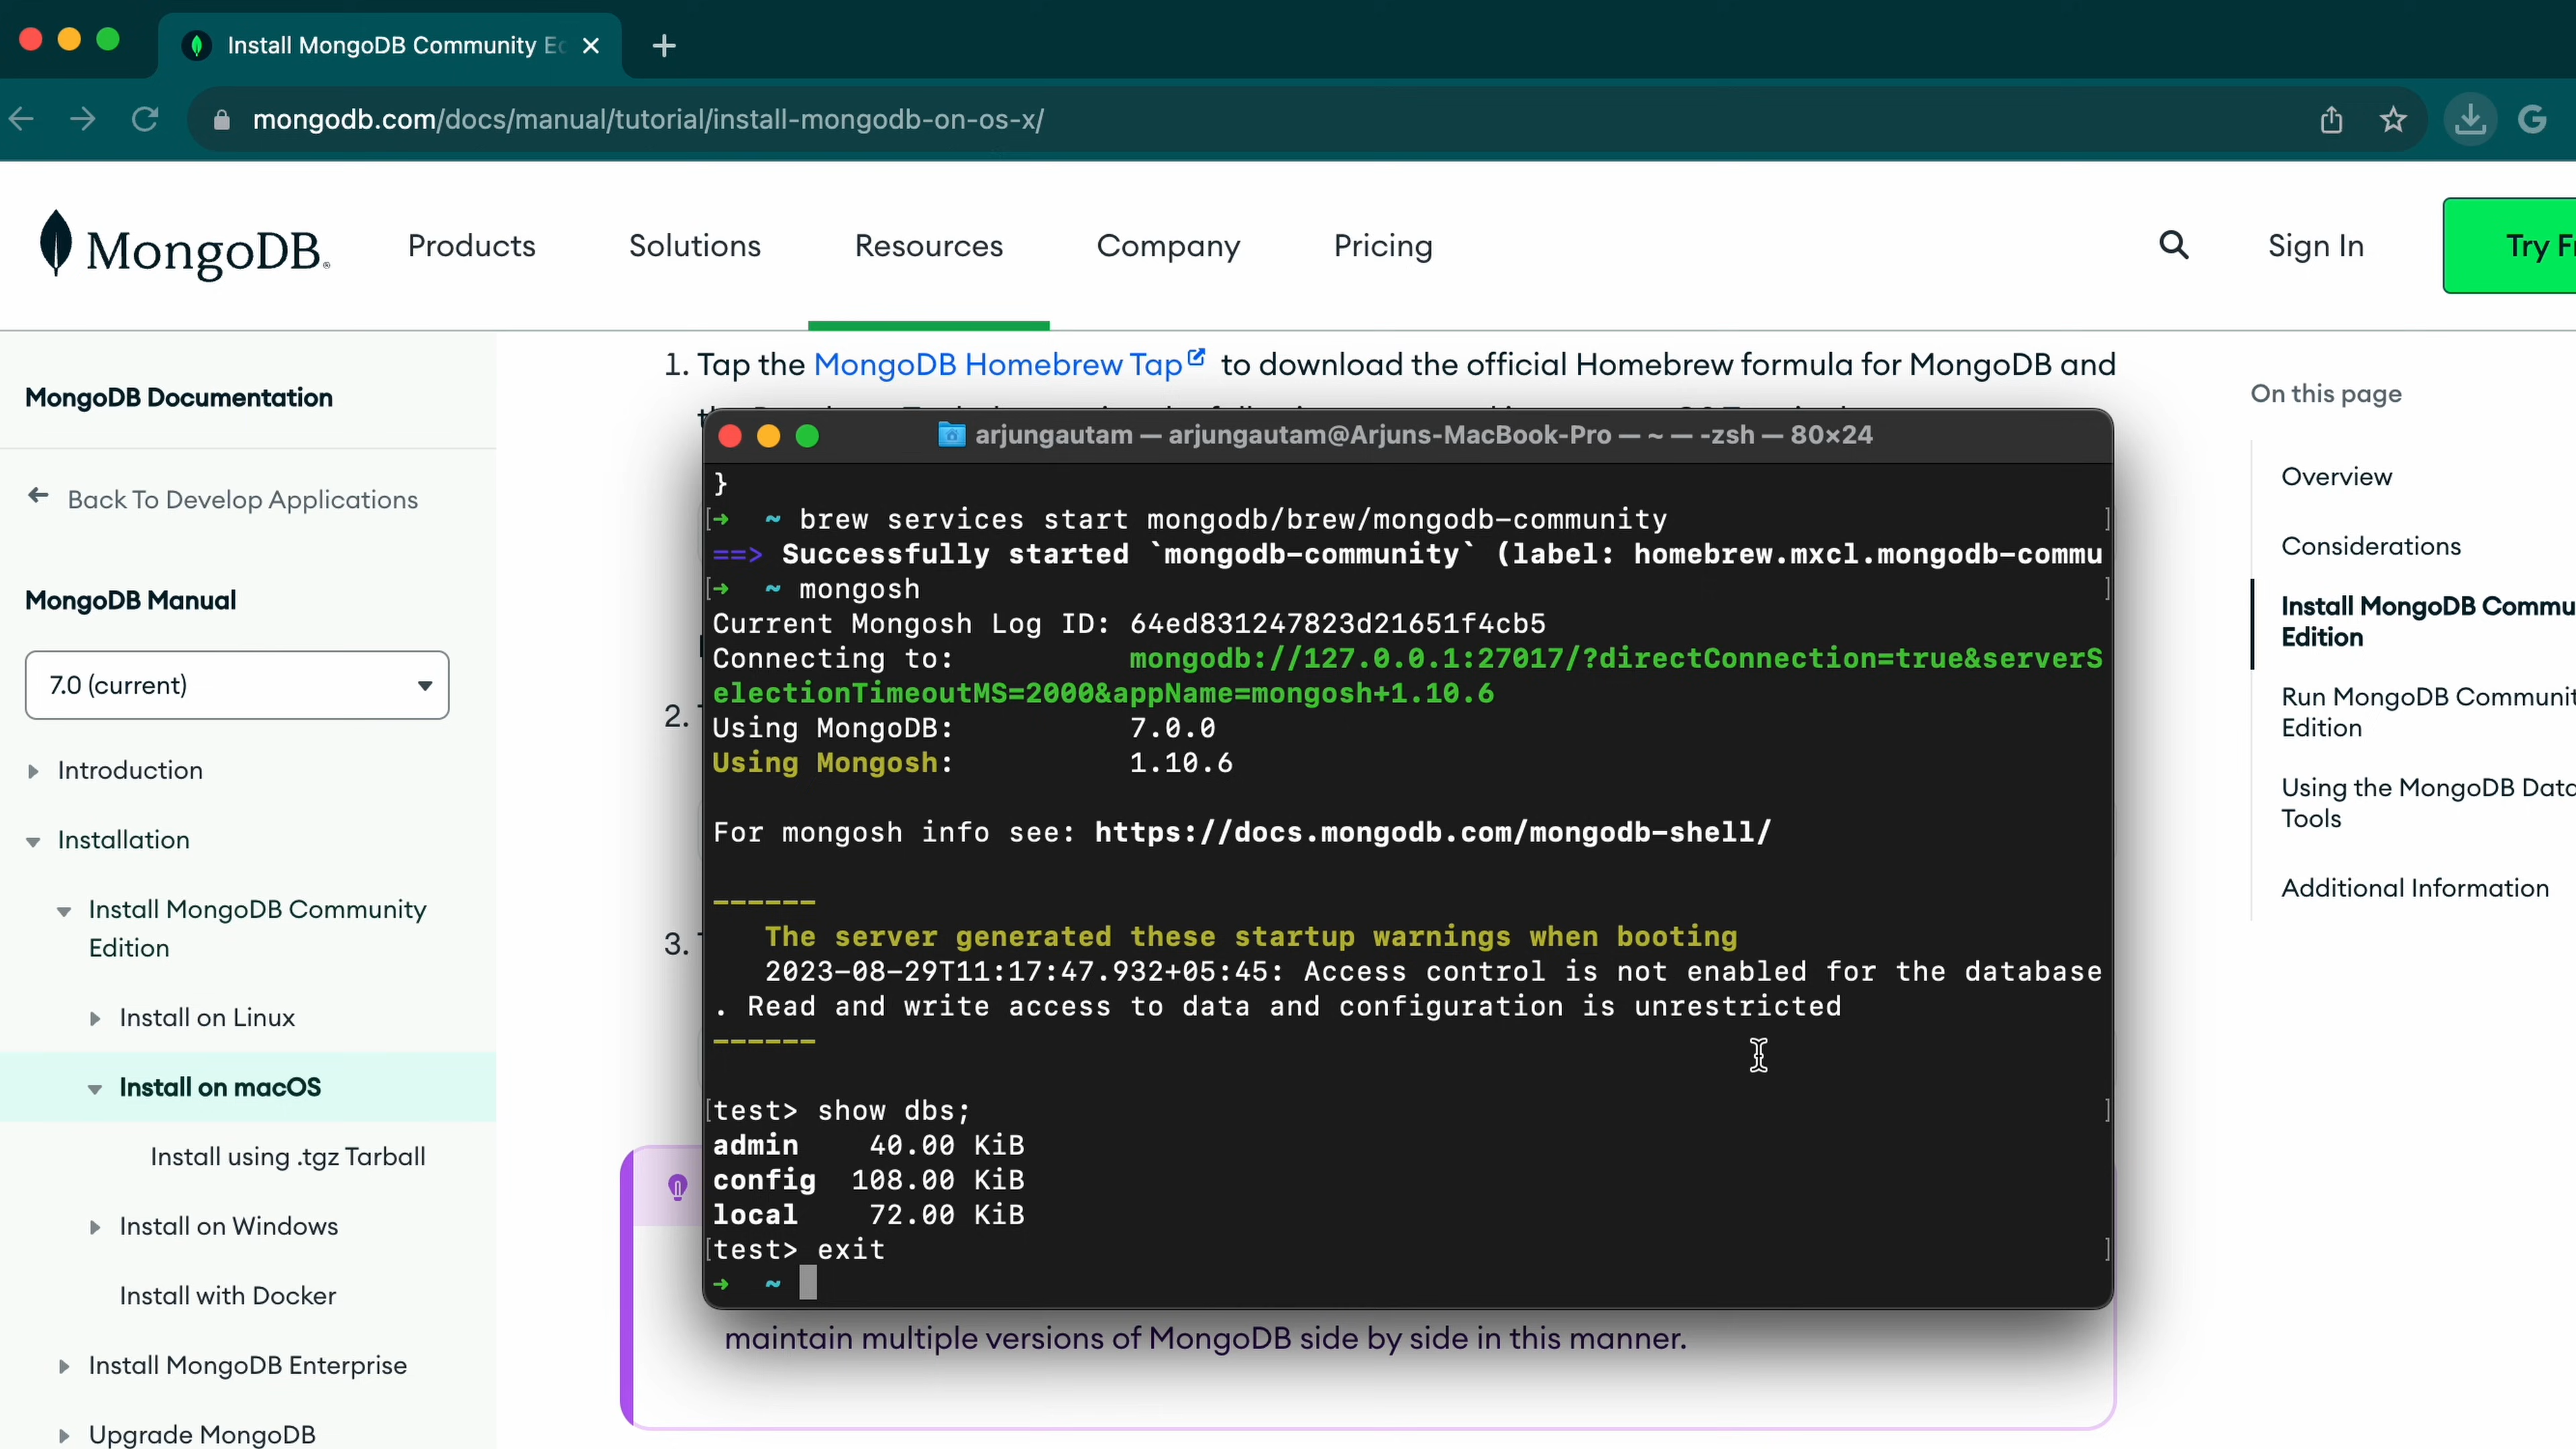 Install MongoDB Community Ed
mongodb.com/docs/manual/tutorial/install-mongodb-on-os-x/
MongoDB®
Products
Solutions
Resources
Company
Pricing
Sign In
Try F
MongoDB Documentation
Back To Develop Applications
MongoDB Manual
7.0 (current)
Introduction
Installation
Install MongoDB Community
Edition
Install on Linux
Install on macOS
Install using .tgz Tarball
Install on Windows
Install with Docker
Install MongoDB Enterprise
Upgrade MongoDB
1. Tap the MongoDB Homebrew Tap to download the official Homebrew formula for MongoDB and
2.
3.
arjungautam — arjungautam@Arjuns-MacBook-Pro — ~ — -zsh — 80×24
}
[➜ ~ brew services start mongodb/brew/mongodb-community ]
==> Successfully started `mongodb-community` (label: homebrew.mxcl.mongodb-commu
[➜ ~ mongosh ]
Current Mongosh Log ID: 64ed831247823d21651f4cb5
Connecting to: mongodb://127.0.0.1:27017/?directConnection=true&serverS
electionTimeoutMS=2000&appName=mongosh+1.10.6
Using MongoDB: 7.0.0
Using Mongosh: 1.10.6
For mongosh info see: https://docs.mongodb.com/mongodb-shell/
------
The server generated these startup warnings when booting
2023-08-29T11:17:47.932+05:45: Access control is not enabled for the database
. Read and write access to data and configuration is unrestricted
------
[test> show dbs; ]
admin 40.00 KiB
config 108.00 KiB
local 72.00 KiB
[test> exit ]
➜ ~
maintain multiple versions of MongoDB side by side in this manner.
On this page
Overview
Considerations
Install MongoDB Commu
Edition
Run MongoDB Communit
Edition
Using the MongoDB Data
Tools
Additional Information